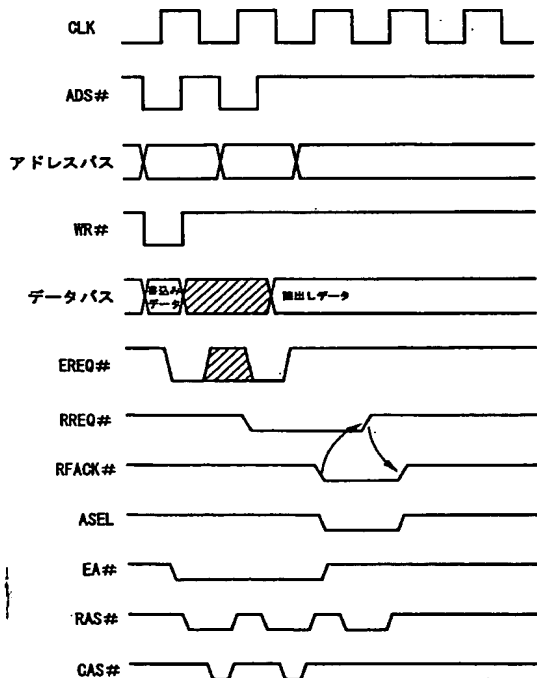 CLK
ADS#
アドレスバス
WR#
データバス
書込み
データ
読出しデータ
EREQ#
RREQ#
RFACK#
ASEL
EA#
RAS#
CAS#